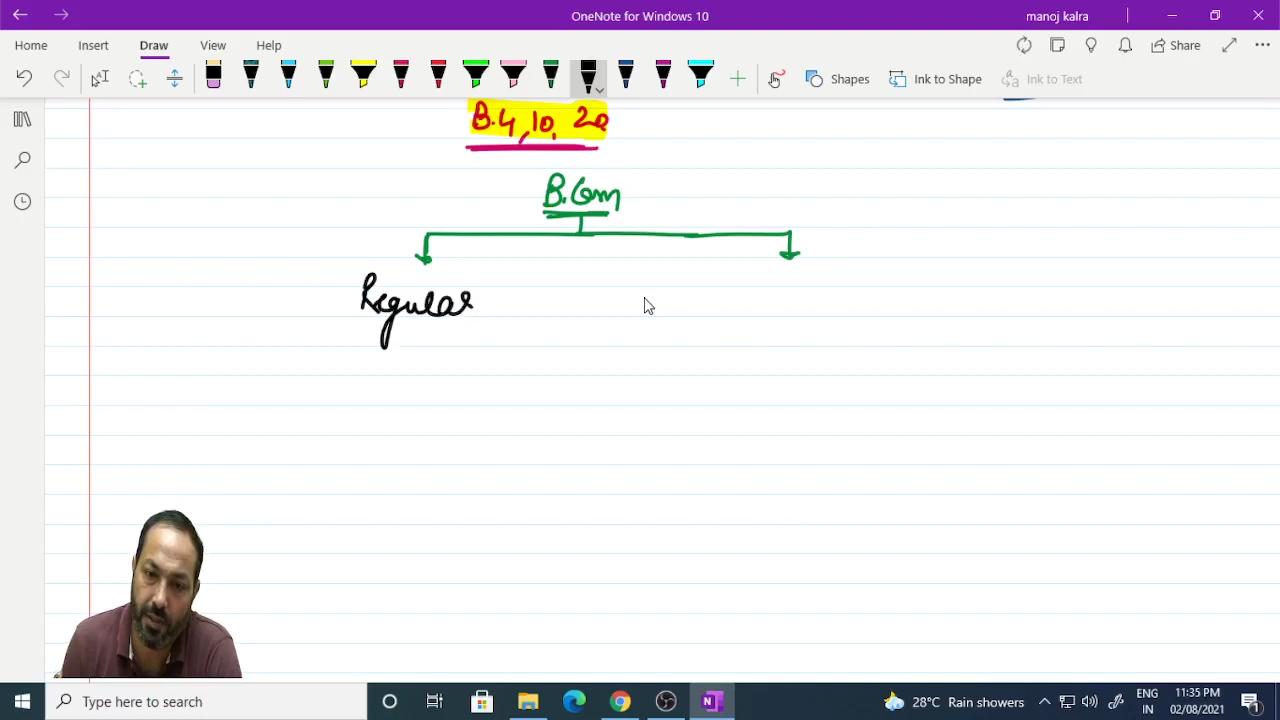 OneNote for Windows 10
manoj kalra
Home Insert Draw View Help
Share
Shapes
Ink to Shape
Ink to Text
B.4, 10, 20
B.Com
Regular
Type here to search
28°C Rain showers
ENG
IN
11:35 PM
02/08/2021
1